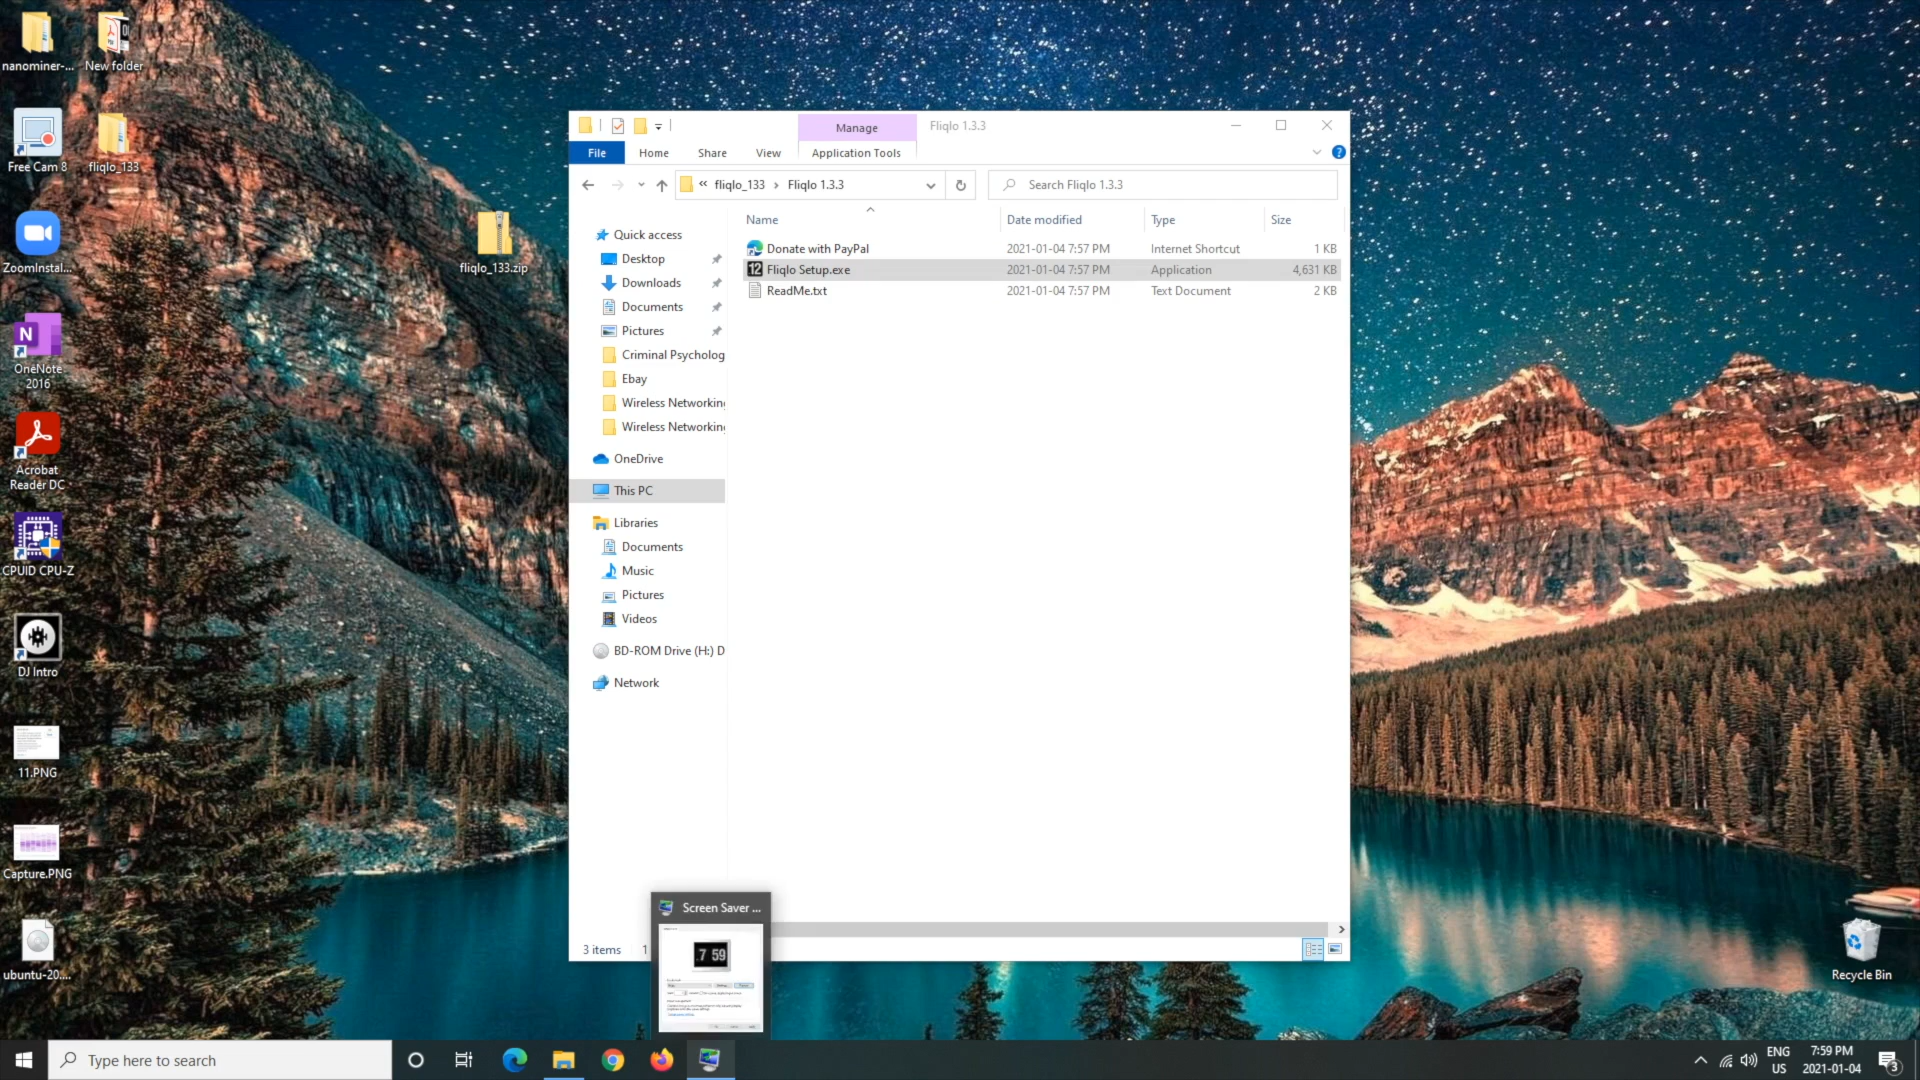 nanominer-...
New folder
Free Cam 8
fliqlo_133
ZoomInstal...
fliqlo_133.zip
OneNote
2016
Acrobat
Reader DC
CPUID CPU-Z
DJ Intro
11.PNG
Capture.PNG
ubuntu-20....
Manage
Fliqlo 1.3.3
File
Home
Share
View
Application Tools
« fliqlo_133 › Fliqlo 1.3.3
Search Fliqlo 1.3.3
Name
Date modified
Type
Size
Donate with PayPal
2021-01-04 7:57 PM
Internet Shortcut
1 KB
Fliqlo Setup.exe
2021-01-04 7:57 PM
Application
4,631 KB
ReadMe.txt
2021-01-04 7:57 PM
Text Document
2 KB
Quick access
Desktop
Downloads
Documents
Pictures
Criminal Psycholog
Ebay
Wireless Networking
Wireless Networking
OneDrive
This PC
Libraries
Documents
Music
Pictures
Videos
BD-ROM Drive (H:) D
Network
3 items
1
Screen Saver ...
7 59
Recycle Bin
Type here to search
ENG
US
7:59 PM
2021-01-04
3